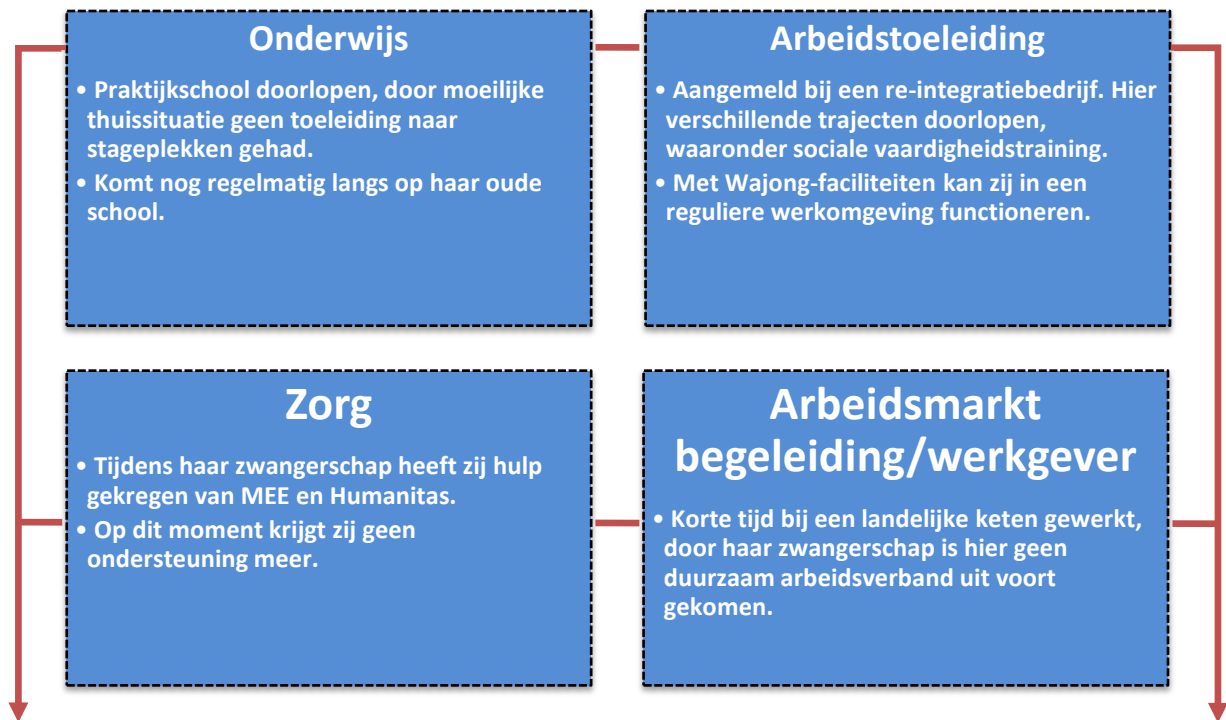 Onderwijs
• Praktijkschool doorlopen, door moeilijke
thuissituatie geen toeleiding naar
stageplekken gehad.
• Komt nog regelmatig langs op haar oude
school.
Arbeidstoeleiding
• Aangemeld bij een re-integratiebedrijf. Hier
verschillende trajecten doorlopen,
waaronder sociale vaardigheidstraining.
• Met Wajong-faciliteiten kan zij in een
reguliere werkomgeving functioneren.
Zorg
• Tijdens haar zwangerschap heeft zij hulp
gekregen van MEE en Humanitas.
• Op dit moment krijgt zij geen
ondersteuning meer.
Arbeidsmarkt
begeleiding/werkgever
• Korte tijd bij een landelijke keten gewerkt,
door haar zwangerschap is hier geen
duurzaam arbeidsverband uit voort
gekomen.